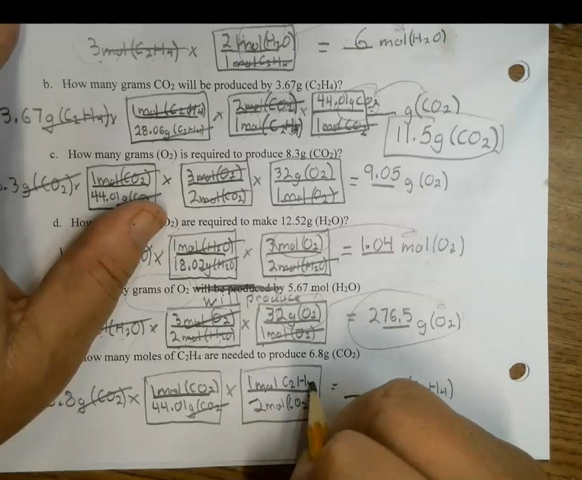 3mol(C₂H₄) x 2 mol(H₂O) / 1 mol C₂H₄ = 6 mol(H₂O)
b. How many grams CO₂ will be produced by 3.67g (C₂H₄)?
3.67g(C₂H₄) x 1mol(C₂H₄) / 28.06g(C₂H₄) x 2mol(CO₂) / 1mol(C₂H₄) x 44.01g CO₂ / 1mol CO₂ g(CO₂)
11.5g(CO₂)
c. How many grams (O₂) is required to produce 8.3g (CO₂)?
.3g(CO₂) x 1mol(CO₂) / 44.01g(CO₂ x 3mol(O₂) / 2mol(CO₂) x 32g(O₂) / 1mol(O₂) = 9.05 g(O₂)
d. O₂) are required to make 12.52g (H₂O)?
O) x 1mol(H₂O) / 18.02g(H₂O) x 3mol O₂) / 2mol(H₂O) = 1.04 mol(O₂)
y grams of O₂ will be produced by 5.67 mol (H₂O)
will produce
(H₂O) x 3mol(O₂) / 2mol(H₂O) x 32g(O₂) / 1mol(O₂) = 276.5 g(O₂)
ow many moles of C₂H₄ are needed to produce 6.8g (CO₂)
.8g(CO₂) x 1mol(CO₂) / 44.01g(CO₂ x 1mol C₂H / 2mol(CO₂ = H₄)